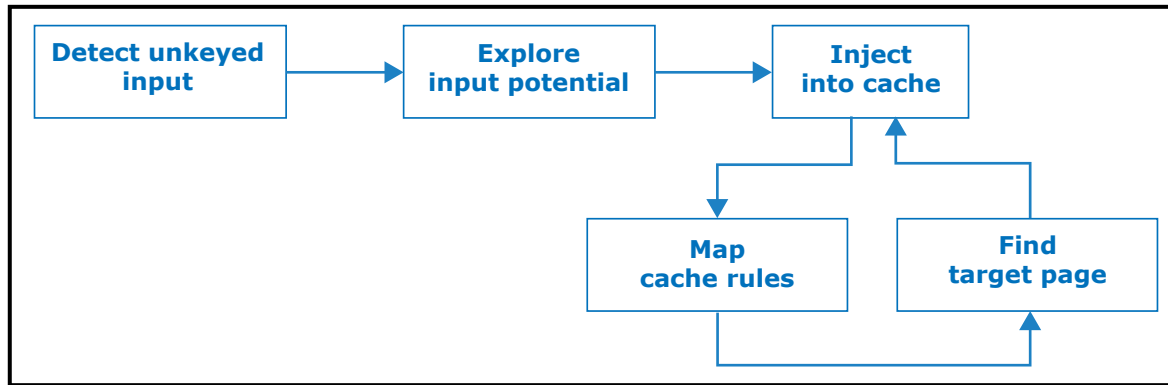 Detect unkeyed
input
Explore
input potential
Inject
into cache
Map
cache rules
Find
target page